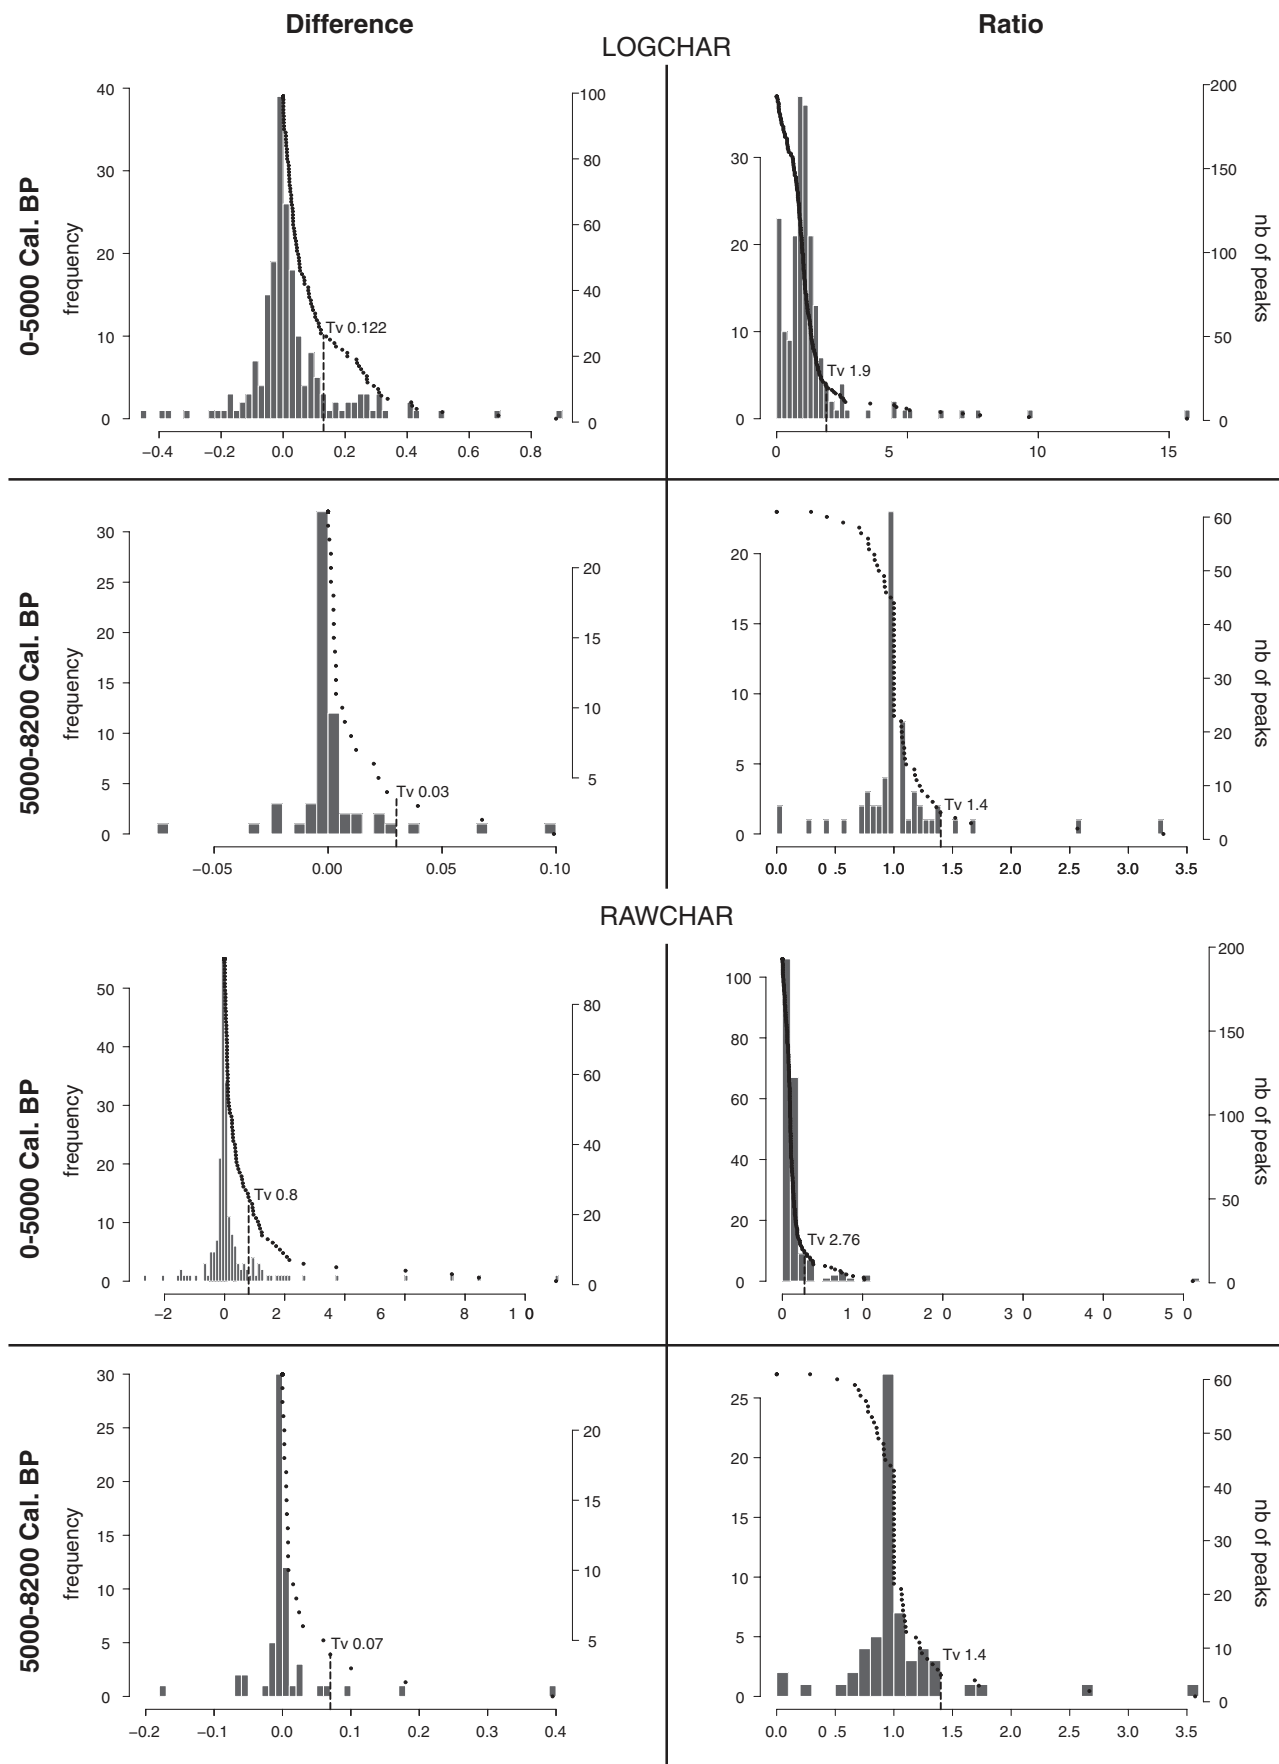 Difference Ratio
LOGCHAR
0-5000 Cal. BP
frequency
40
30
20
10
0
100
80
60
40
20
0
Tv 0.122
−0.4 −0.2 0.0 0.2 0.4 0.6 0.8
30
20
10
0
200
150
100
50
0
nb of peaks
Tv 1.9
0 5 10 15
5000-8200 Cal. BP
frequency
30
25
20
15
10
5
0
20
15
10
5
Tv 0.03
−0.05 0.00 0.05 0.10
20
15
10
5
0
60
50
40
30
20
10
0
nb of peaks
Tv 1.4
0.0 0 .5 1.0 1.5 2.0 2.5 3.0 3.5
RAWCHAR
0-5000 Cal. BP
frequency
50
40
30
20
10
0
80
60
40
20
0
Tv 0.8
−2 0 2 4 6 8 1 0
100
80
60
40
20
0
200
150
100
50
0
nb of peaks
Tv 2.76
0 1 0 2 0 3 0 4 0 5 0
5000-8200 Cal. BP
frequency
30
25
20
15
10
5
0
20
15
10
5
Tv 0.07
−0.2 −0.1 0.0 0.1 0.2 0.3 0.4
25
20
15
10
5
0
60
50
40
30
20
10
0
nb of peaks
Tv 1.4
0.0 0.5 1.0 1.5 2.0 2.5 3.0 3.5